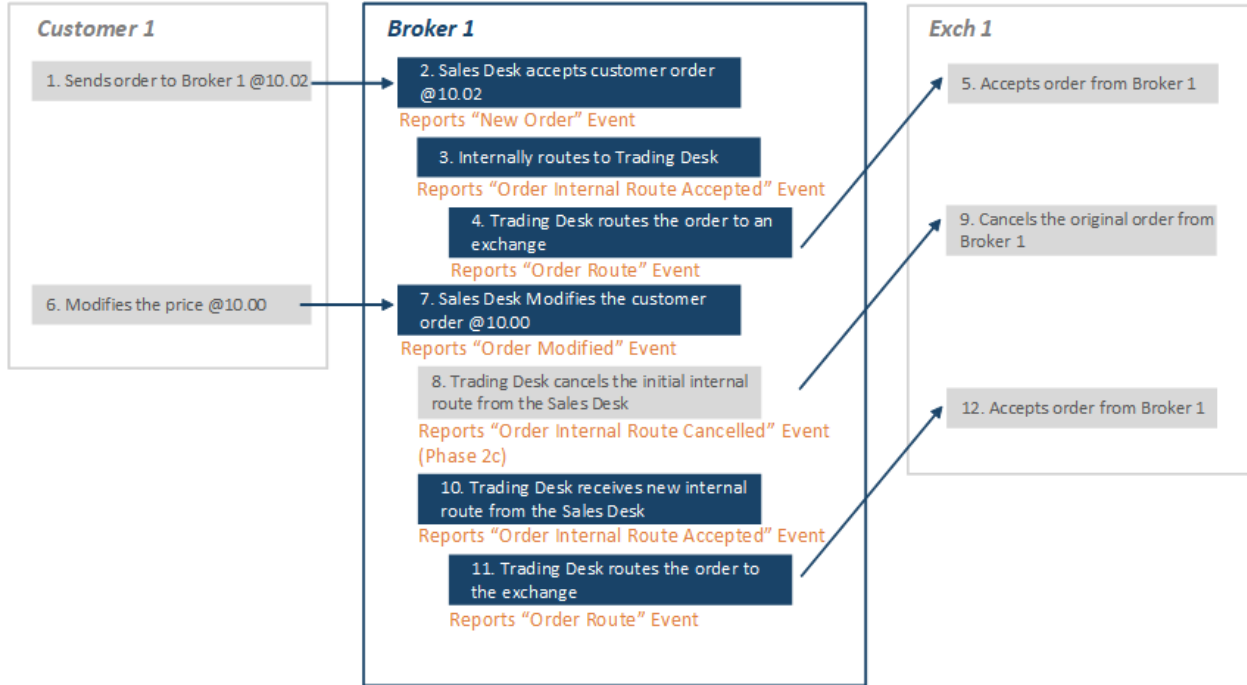 Customer 1
1. Sends order to Broker 1 @10.02
6. Modifies the price @10.00
Broker 1
2. Sales Desk accepts customer order
@10.02
Reports “New Order” Event
3. Internally routes to Trading Desk
Reports “Order Internal Route Accepted” Event
4. Trading Desk routes the order to an
exchange
Reports “Order Route” Event
7. Sales Desk Modifies the customer
order @10.00
Reports “Order Modified” Event
8. Trading Desk cancels the initial internal
route from the Sales Desk
Reports “Order Internal Route Cancelled” Event
(Phase 2c)
10. Trading Desk receives new internal
route from the Sales Desk
Reports “Order Internal Route Accepted” Event
11. Trading Desk routes the order to
the exchange
Reports “Order Route” Event
Exch 1
5. Accepts order from Broker 1
9. Cancels the original order from
Broker 1
12. Accepts order from Broker 1